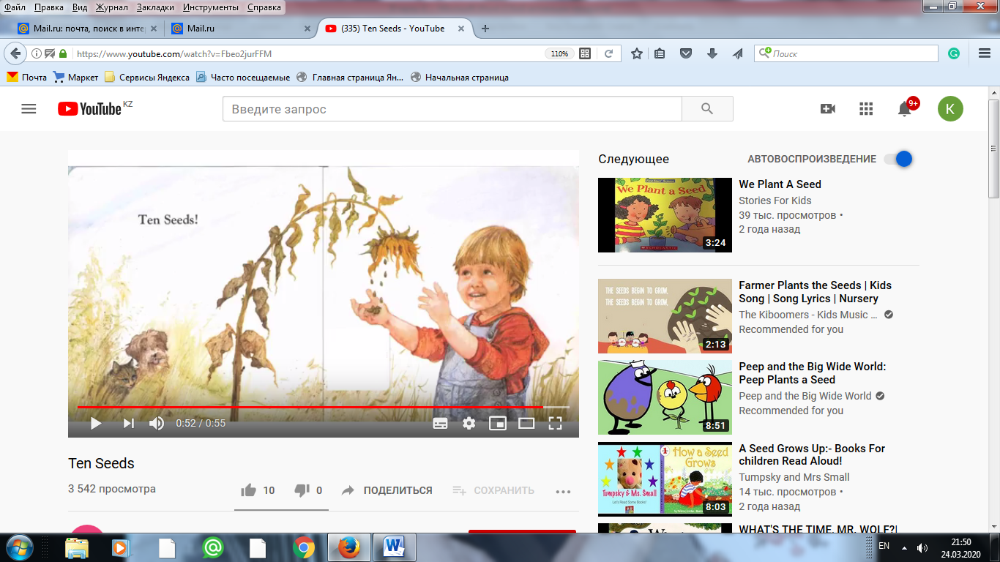 Файл Правка Вид Журнал Закладки Инструменты Справка
Mail.ru: почта, поиск в инте
Mail.ru
(335) Ten Seeds - YouTube
https://www.youtube.com/watch?v=Fbeo2jurFFM
110%
Поиск
Почта Маркет Сервисы Яндекса Часто посещаемые Главная страница Ян... Начальная страница
YouTube KZ
Введите запрос
9+
K
Ten Seeds!
0:52 / 0:55
Ten Seeds
3 542 просмотра
10
0
ПОДЕЛИТЬСЯ
СОХРАНИТЬ
Следующее
АВТОВОСПРОИЗВЕДЕНИЕ
We Plant a Seed
SCHOLASTIC
3:24
We Plant A Seed
Stories For Kids
39 тыс. просмотров •
2 года назад
THE SEEDS BEGIN TO GROW,
THE SEEDS BEGIN TO GROW,
2:13
Farmer Plants the Seeds | Kids
Song | Song Lyrics | Nursery
The Kiboomers - Kids Music ...
Recommended for you
8:51
Peep and the Big Wide World:
Peep Plants a Seed
Peep and the Big Wide World
Recommended for you
Tumpsky & Ms. Small
Let's Read Some Books!
1
How a Seed
Grows
8:03
A Seed Grows Up:- Books For
children Read Aloud!
Tumpsky and Mrs Small
14 тыс. просмотров •
2 года назад
WHAT'S THE TIME, MR. WOLF?|
EN
21:50
24.03.2020